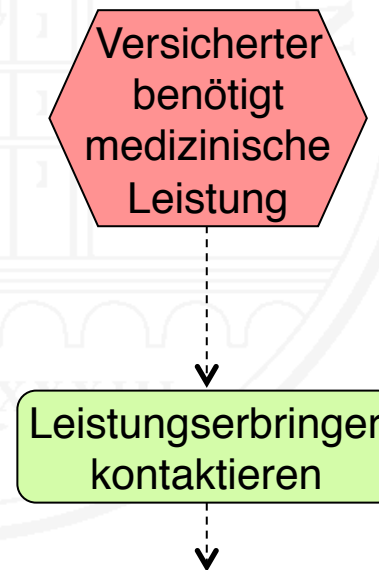 Versicherter
benötigt
medizinische
Leistung
Leistungserbringer
kontaktieren